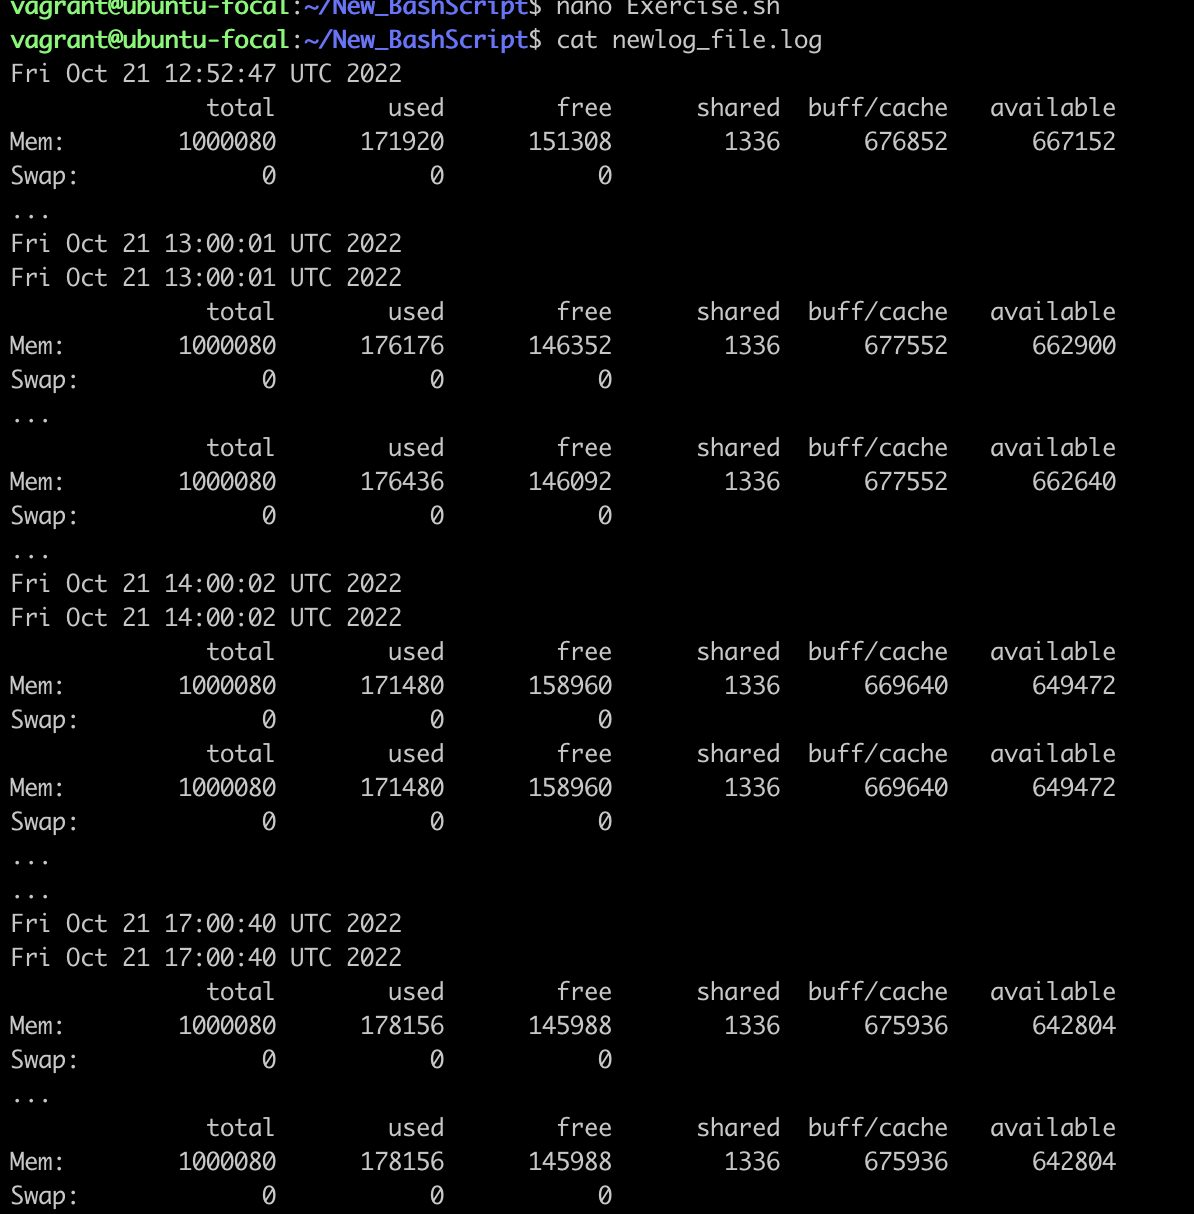 vagrant@ubuntu-focal:~/New_BashScript$ nano Exercise.sh
vagrant@ubuntu-focal:~/New_BashScript$ cat newlog_file.log
Fri Oct 21 12:52:47 UTC 2022
              total        used        free      shared  buff/cache   available
Mem:        1000080      171920      151308        1336      676852      667152
Swap:             0           0           0
...
Fri Oct 21 13:00:01 UTC 2022
Fri Oct 21 13:00:01 UTC 2022
              total        used        free      shared  buff/cache   available
Mem:        1000080      176176      146352        1336      677552      662900
Swap:             0           0           0
...
              total        used        free      shared  buff/cache   available
Mem:        1000080      176436      146092        1336      677552      662640
Swap:             0           0           0
...
Fri Oct 21 14:00:02 UTC 2022
Fri Oct 21 14:00:02 UTC 2022
              total        used        free      shared  buff/cache   available
Mem:        1000080      171480      158960        1336      669640      649472
Swap:             0           0           0
              total        used        free      shared  buff/cache   available
Mem:        1000080      171480      158960        1336      669640      649472
Swap:             0           0           0
...
...
Fri Oct 21 17:00:40 UTC 2022
Fri Oct 21 17:00:40 UTC 2022
              total        used        free      shared  buff/cache   available
Mem:        1000080      178156      145988        1336      675936      642804
Swap:             0           0           0
...
              total        used        free      shared  buff/cache   available
Mem:        1000080      178156      145988        1336      675936      642804
Swap:             0           0           0